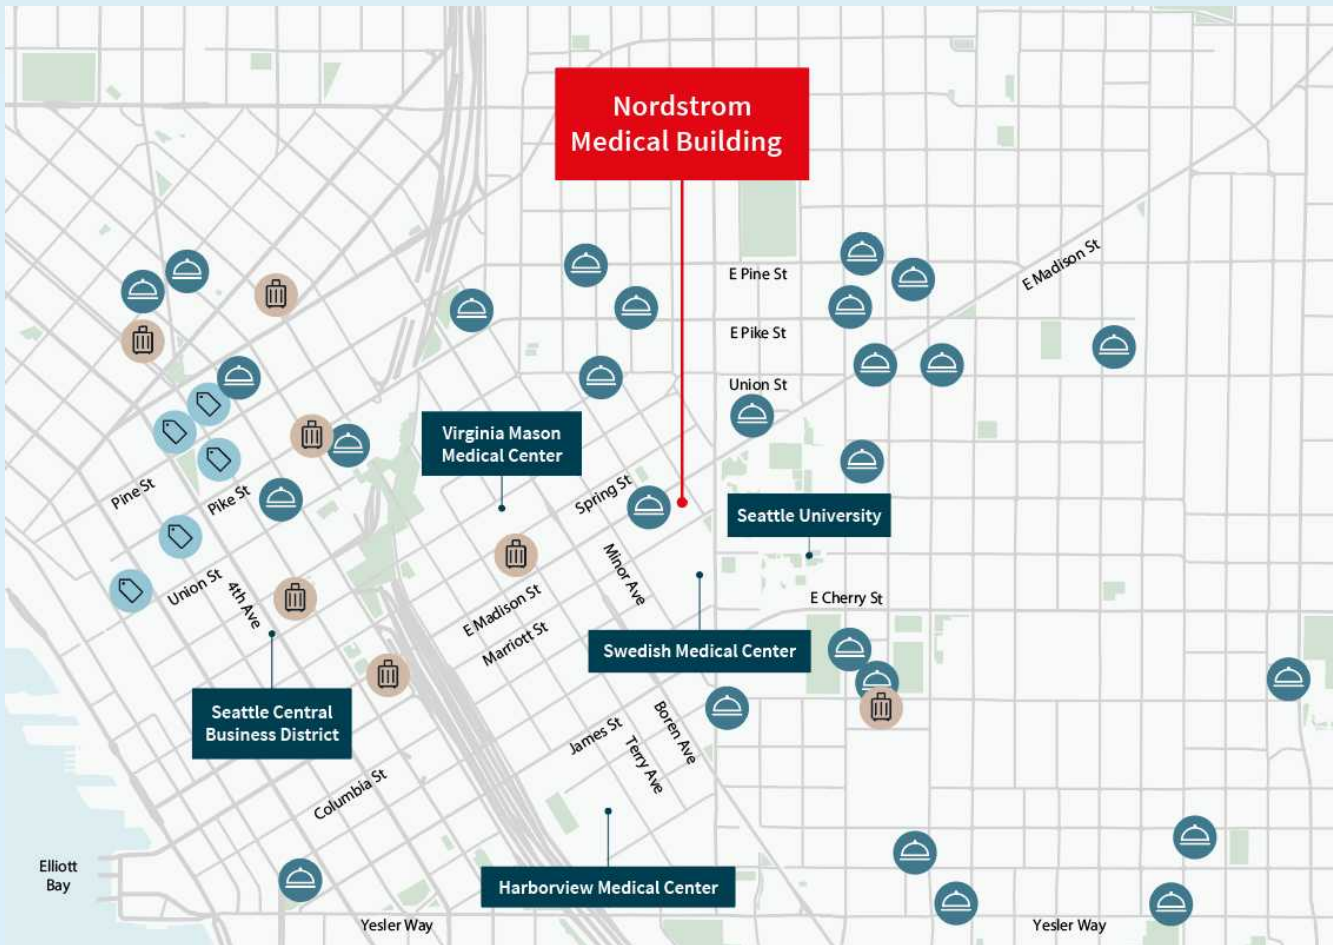 Nordstrom
Medical Building
E Pine St
E Madison St
E Pike St
Union St
Virginia Mason
Medical Center
Pine St
Pike St
Spring St
Seattle University
Union St
4th Ave
Minor Ave
E Madison St
E Cherry St
Marriott St
Swedish Medical Center
Seattle Central
Business District
James St
Boren Ave
Terry Ave
Columbia St
Elliott
Bay
Harborview Medical Center
Yesler Way
Yesler Way